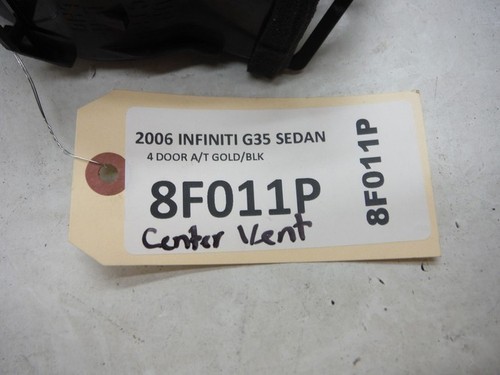 2006 INFINITI G35 SEDAN
4 DOOR A/T GOLD/BLK
8F011P
Center Vent
8F011P